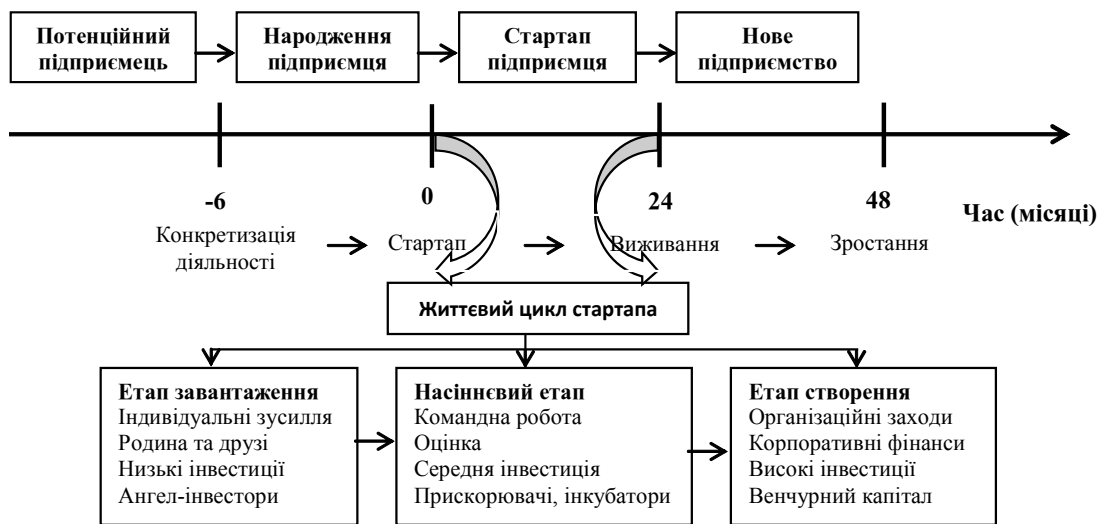 Потенційний
підприємець
Народження
підприємця
Стартап
підприємця
Нове
підприємство
-6
0
24
48
Час (місяці)
Конкретизація
діяльності
Стартап
Виживання
Зростання
Життєвий цикл стартапа
Етап завантаження
Індивідуальні зусилля
Родина та друзі
Низькі інвестиції
Ангел-інвестори
Насіннєвий етап
Командна робота
Оцінка
Середня інвестиція
Прискорювачі, інкубатори
Етап створення
Організаційні заходи
Корпоративні фінанси
Високі інвестиції
Венчурний капітал